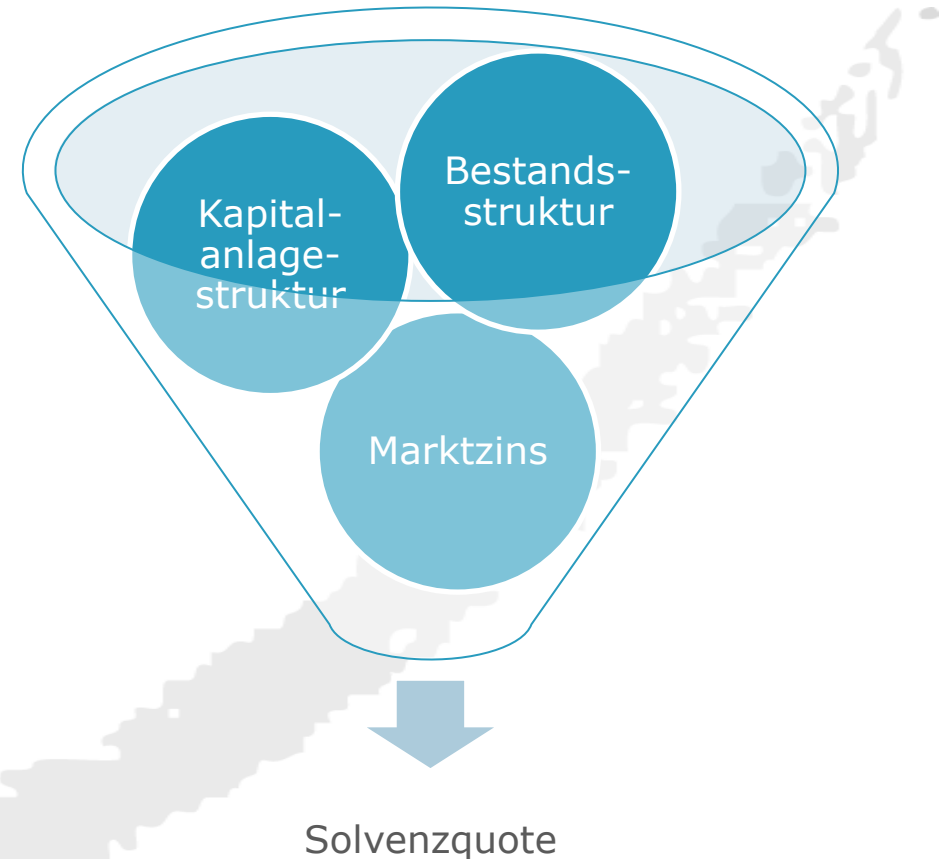 Bestands-
struktur
Kapital-
anlage-
struktur
Marktzins
Solvenzquote